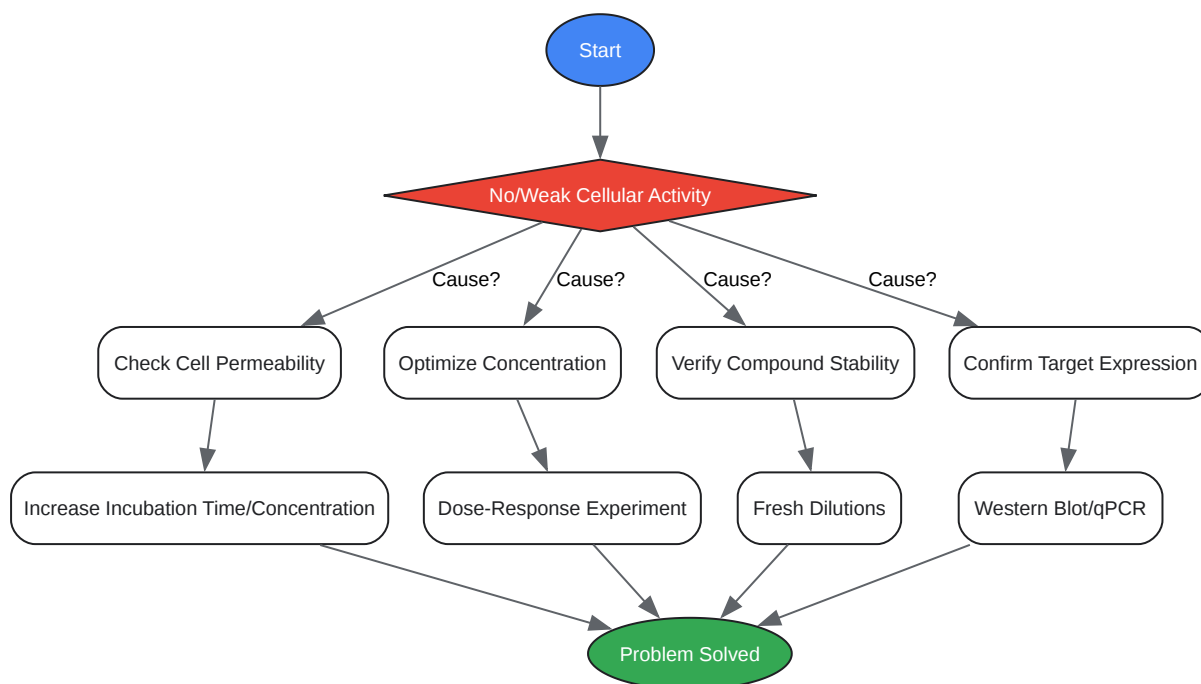 Start
No/Weak Cellular Activity
Cause?
Cause?
Cause?
Cause?
Check Cell Permeability
Optimize Concentration
Verify Compound Stability
Confirm Target Expression
Increase Incubation Time/Concentration
Dose-Response Experiment
Fresh Dilutions
Western Blot/qPCR
Problem Solved